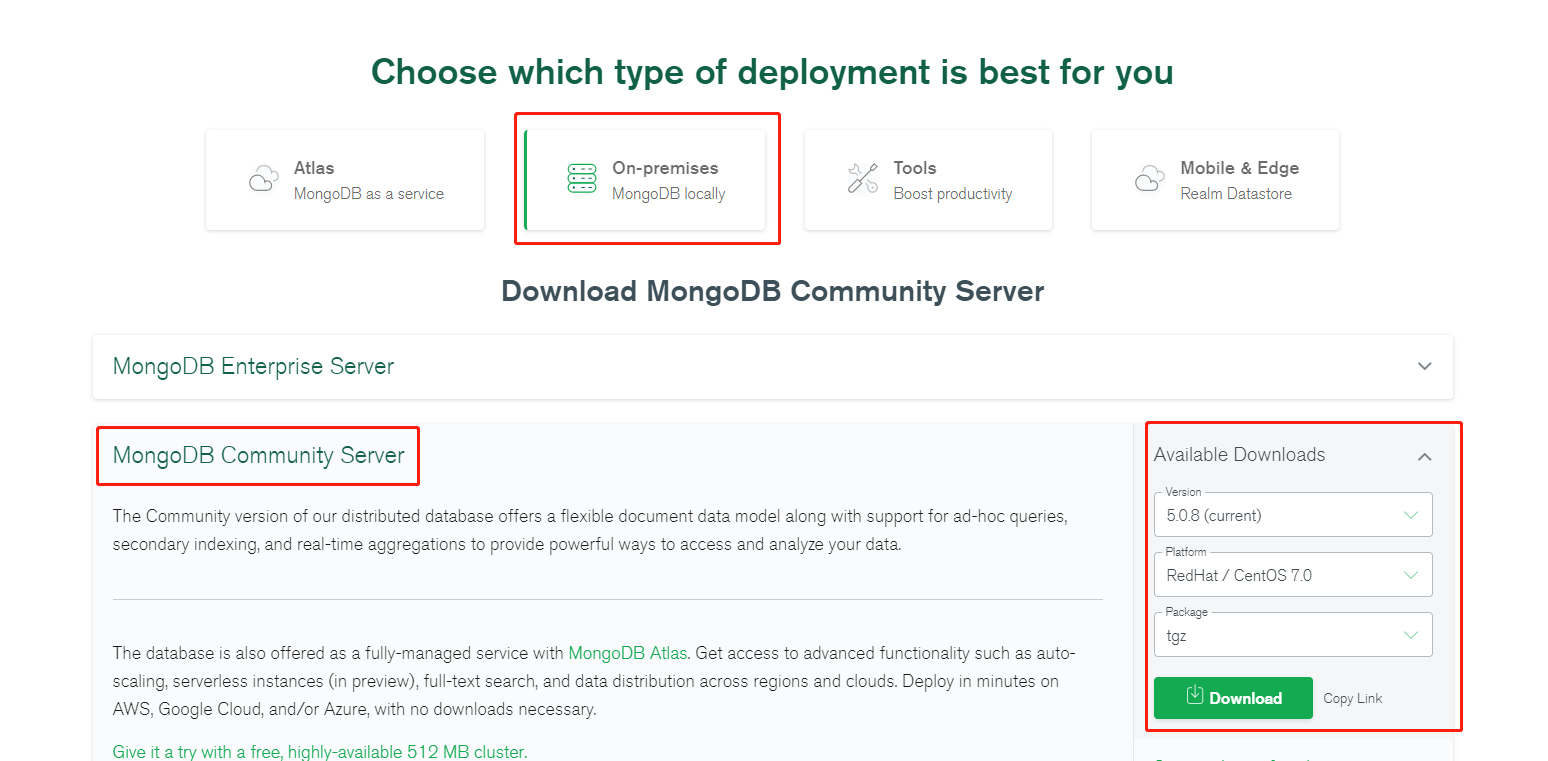 Choose which type of deployment is best for you
Atlas
MongoDB as a service
On-premises
MongoDB locally
Tools
Boost productivity
Mobile & Edge
Realm Datastore
Download MongoDB Community Server
MongoDB Enterprise Server
MongoDB Community Server
The Community version of our distributed database offers a flexible document data model along with support for ad-hoc queries,
secondary indexing, and real-time aggregations to provide powerful ways to access and analyze your data.
The database is also offered as a fully-managed service with MongoDB Atlas. Get access to advanced functionality such as auto-
scaling, serverless instances (in preview), full-text search, and data distribution across regions and clouds. Deploy in minutes on
AWS, Google Cloud, and/or Azure, with no downloads necessary.
Give it a try with a free, highly-available 512 MB cluster.
Available Downloads
Version
5.0.8 (current)
Platform
RedHat / CentOS 7.0
Package
tgz
Download
Copy Link